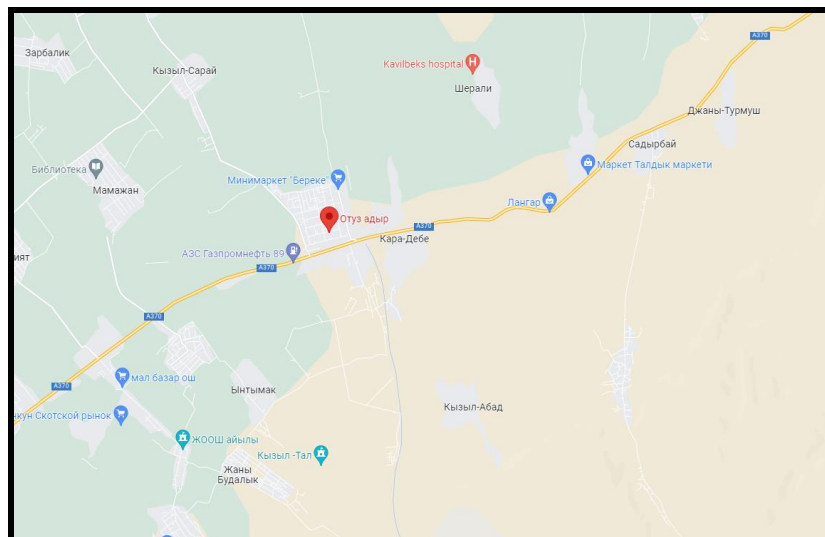 A370
Зарбалик
Kavilbeks hospital
Кызыл-Сарай
Шерали
Джаны-Турмуш
Садырбай
Библиотека
Маркет Талдык маркети
Минимаркет "Береке"
Мамажан
Лангар
Отуз адыр
A370
Кара-Дебе
АЗС Газпромнефть 89
ият
A370
A370
мал базар ош
A370
Ынтымак
Кызыл-Абад
нкун Скотской рынок
ЖООШ айылы
Кызыл -Тал
Жаны
Будалык